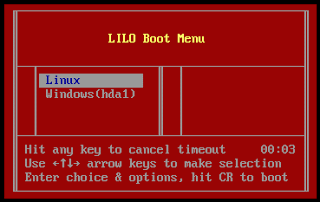 LILO Boot Menu
Linux
Windows(hda1)
Hit any key to cancel timeout 00:03
Use ←↑↓→ arrow keys to make selection
Enter choice & options, hit CR to boot